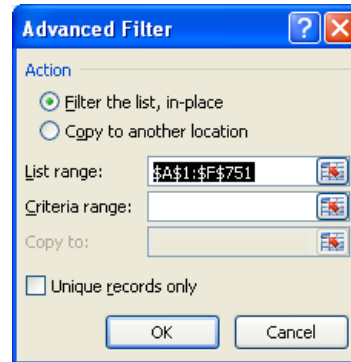 Advanced Filter
Action
Filter the list, in-place
Copy to another location
List range: $A$1:$F$751
Criteria range:
Copy to:
Unique records only
OK Cancel